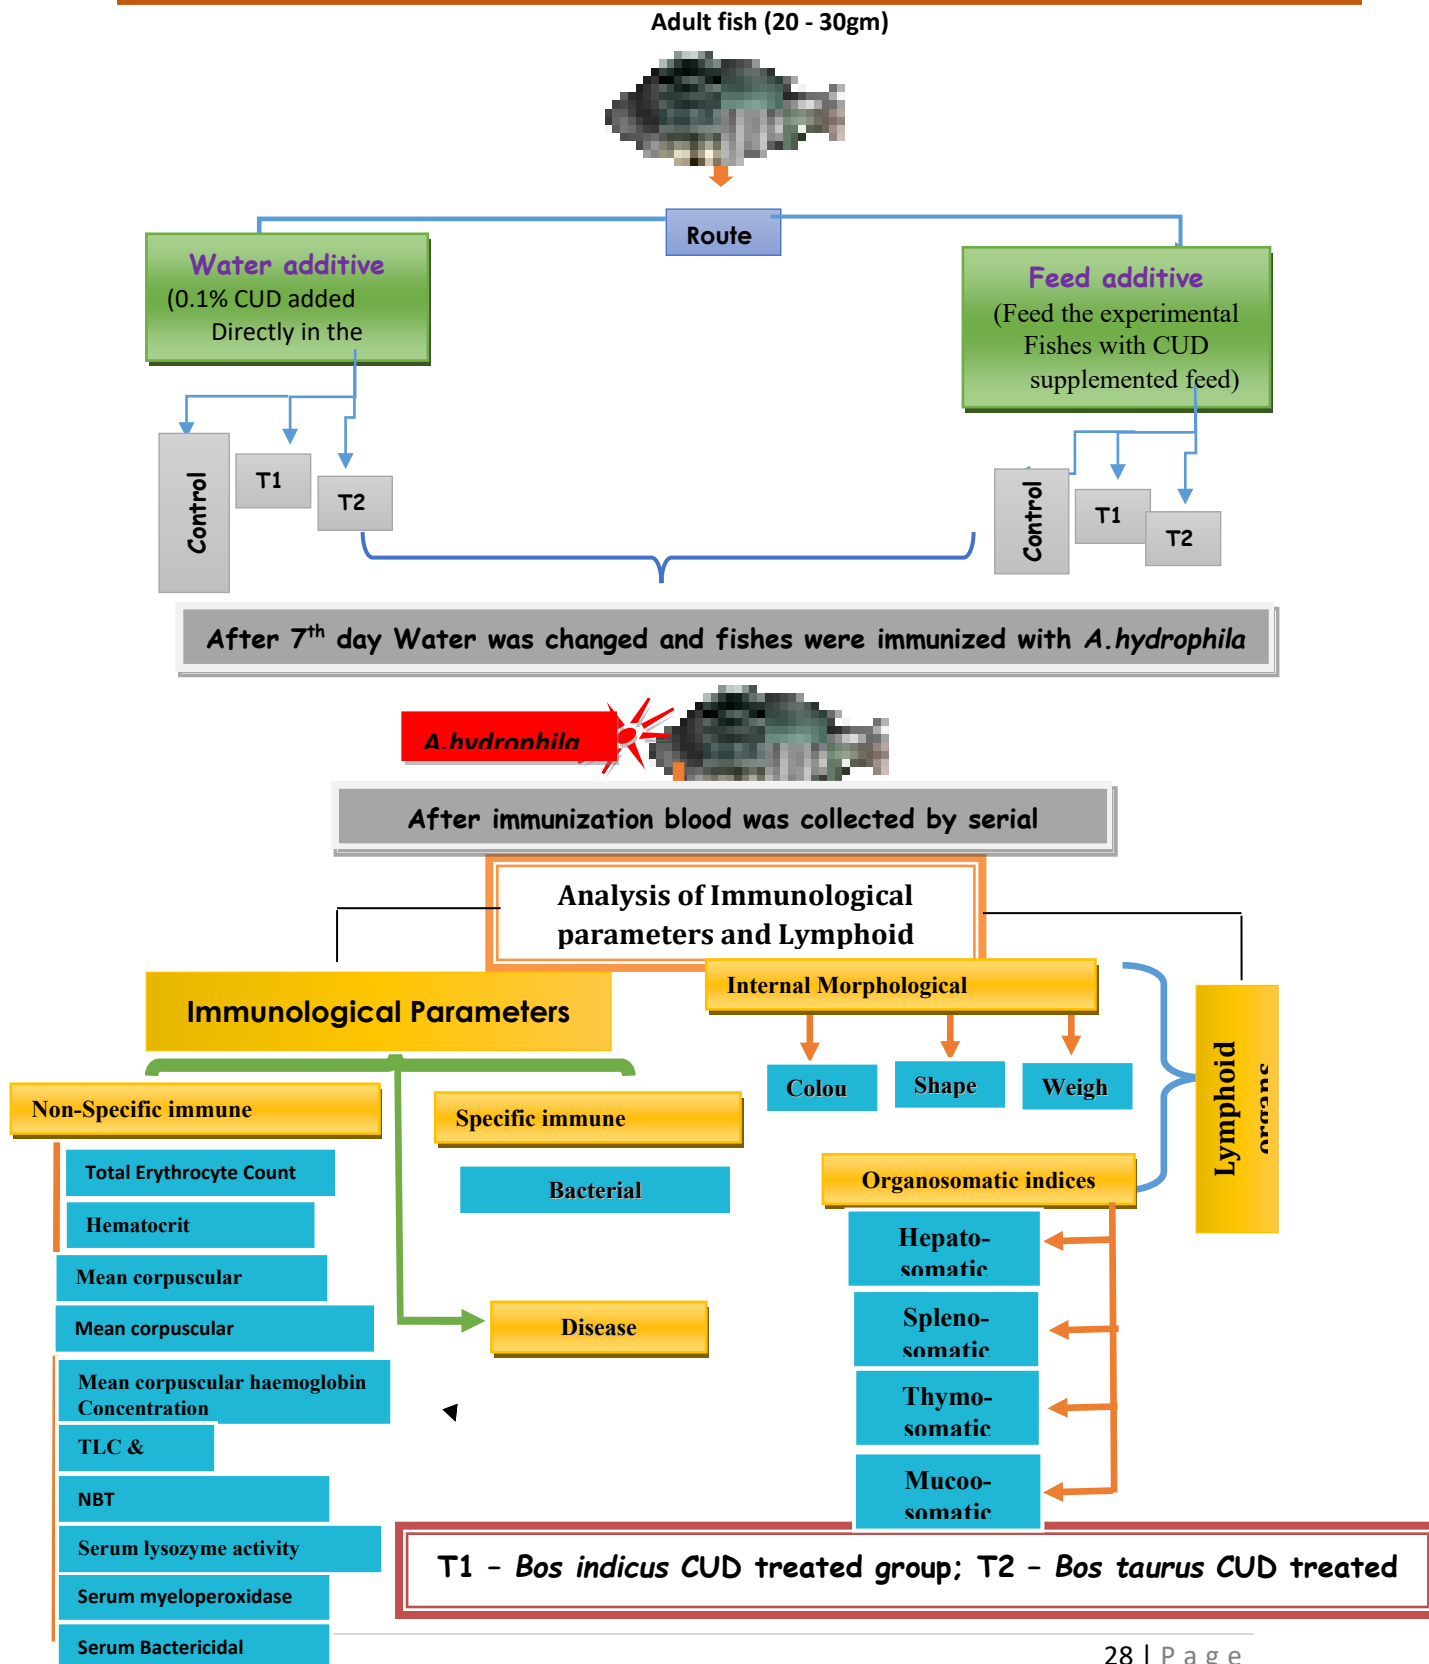 Adult fish (20 - 30gm)
Route
Water additive
(0.1% CUD added
Directly in the
Feed additive
(Feed the experimental
Fishes with CUD
supplemented feed)
Control
T1
T2
Control
T1
T2
After 7th day Water was changed and fishes were immunized with A.hydrophila
A.hydrophila
After immunization blood was collected by serial
Analysis of Immunological
parameters and Lymphoid
Immunological Parameters
Internal Morphological
Colou
Shape
Weigh
Lymphoid
organs
Non-Specific immune
Specific immune
Total Erythrocyte Count
Hematocrit
Mean corpuscular
Mean corpuscular
Mean corpuscular haemoglobin
Concentration
TLC &
NBT
Serum lysozyme activity
Serum myeloperoxidase
Serum Bactericidal
Bacterial
Disease
Organosomatic indices
Hepato-
somatic
Spleno-
somatic
Thymo-
somatic
Mucoo-
somatic
T1 – Bos indicus CUD treated group; T2 – Bos taurus CUD treated
28 | P a g e